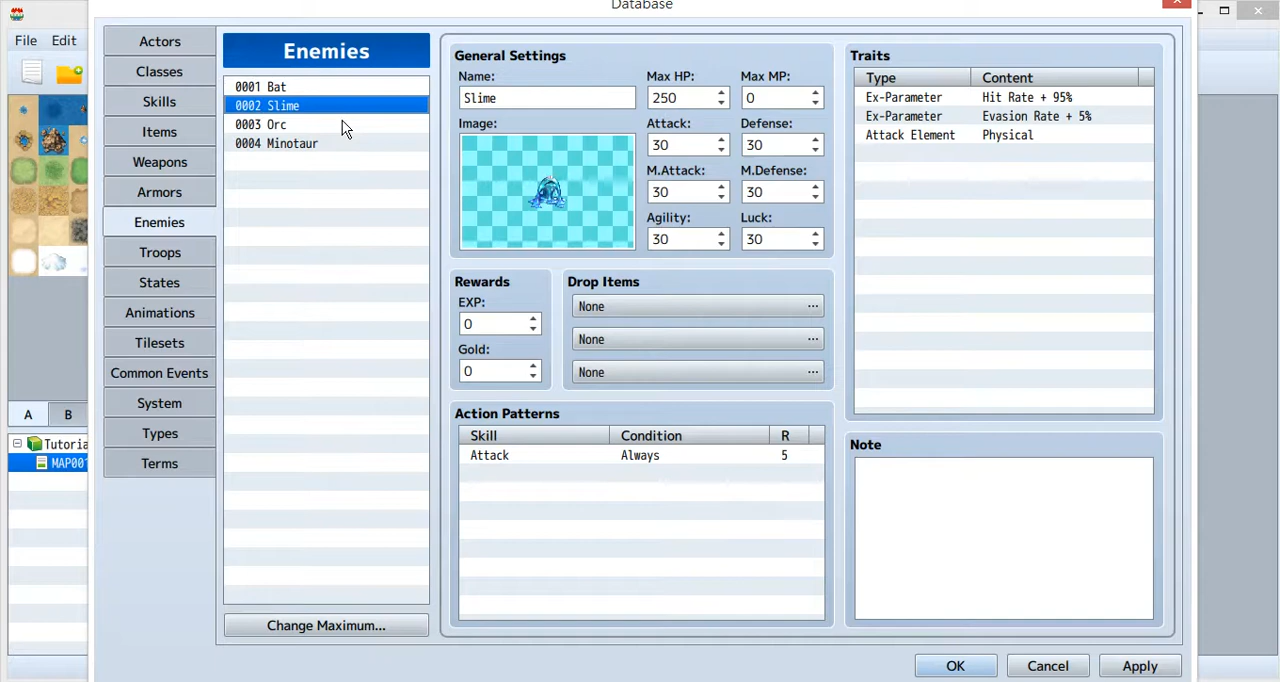 Database
File Edit
Actors
Classes
Skills
Items
Weapons
Armors
Enemies
Troops
States
Animations
Tilesets
Common Events
System
Types
Terms
A B
Tutoria
MAP001
Enemies
0001 Bat
0002 Slime
0003 Orc
0004 Minotaur
Change Maximum...
General Settings
Name: Max HP: Max MP:
Slime 250 0
Image: Attack: Defense:
30 30
M.Attack: M.Defense:
30 30
Agility: Luck:
30 30
Rewards
EXP:
0
Gold:
0
Drop Items
None ...
None ...
None ...
Action Patterns
Skill Condition R
Attack Always 5
Traits
Type Content
Ex-Parameter Hit Rate + 95%
Ex-Parameter Evasion Rate + 5%
Attack Element Physical
Note
OK Cancel Apply